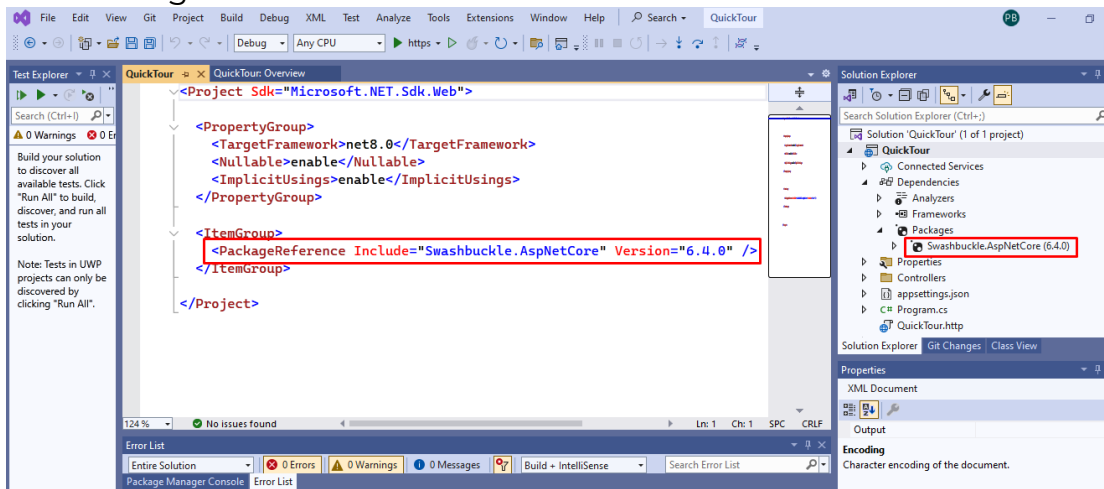 File Edit View Git Project Build Debug XML Test Analyze Tools Extensions Window Help Search QuickTour PB
Debug Any CPU https
Test Explorer
Search (Ctrl+I)
0 Warnings 0 Er
Build your solution
to discover all
available tests. Click
"Run All" to build,
discover, and run all
tests in your
solution.
Note: Tests in UWP
projects can only be
discovered by
clicking "Run All".
QuickTour QuickTour: Overview
<Project Sdk="Microsoft.NET.Sdk.Web">
<PropertyGroup>
<TargetFramework>net8.0</TargetFramework>
<Nullable>enable</Nullable>
<ImplicitUsings>enable</ImplicitUsings>
</PropertyGroup>
<ItemGroup>
<PackageReference Include="Swashbuckle.AspNetCore" Version="6.4.0" />
</ItemGroup>
</Project>
124 % No issues found Ln: 1 Ch: 1 SPC CRLF
Error List
Entire Solution 0 Errors 0 Warnings 0 Messages Build + IntelliSense Search Error List
Package Manager Console Error List
Solution Explorer
Search Solution Explorer (Ctrl+;)
Solution 'QuickTour' (1 of 1 project)
QuickTour
Connected Services
Dependencies
Analyzers
Frameworks
Packages
Swashbuckle.AspNetCore (6.4.0)
Properties
Controllers
appsettings.json
C# Program.cs
QuickTour.http
Solution Explorer Git Changes Class View
Properties
XML Document
Output
Encoding
Character encoding of the document.